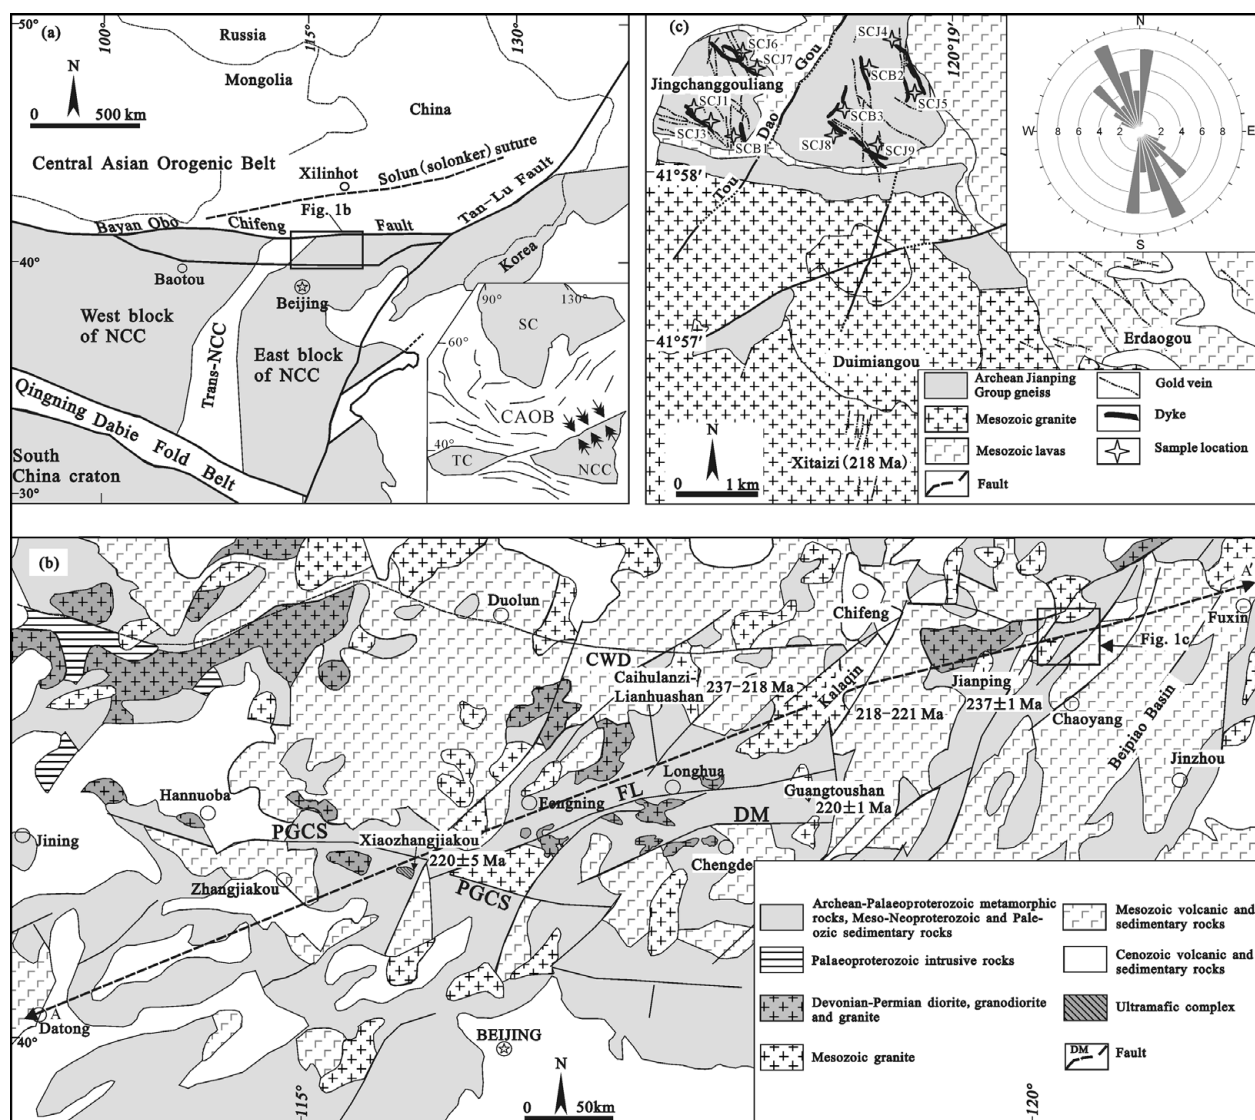 (a)
50°
100°
115°
130°
Russia
Mongolia
China
N
0 500 km
Central Asian Orogenic Belt
Xilinhot
Solun (solonker) suture
Fig. 1b
Bayan Obo
Chifeng
Fault
Tan-Lu Fault
Korea
40°
Baotou
Beijing
West block
of NCC
Trans-NCC
East block
of NCC
Qingning Dabie Fold Belt
South
China craton
30°
90°
130°
SC
60°
CAOB
40°
TC
NCC
(c)
SCJ6
SCJ7
SCJ4
120°19′
Jingchanggouliang
SCJ1
SCJ3
SCB1
SCB2
SCJ5
SCB3
SCJ8
SCJ9
Tou
Dao
Gou
41°58′
41°57′
N
W
6 4 2 2 4 6 8
E
S
Erdaogou
Duimiangou
Xitaizi (218 Ma)
N
0 1 km
Archean Jianping
Group gneiss
Mesozoic granite
Mesozoic lavas
Fault
Gold vein
Dyke
Sample location
(b)
Duolun
Chifeng
A′
Fuxin
Fig. 1c
CWD
Caihulanzi-
Lianhuashan
237–218 Ma
Kalaqin
218–221 Ma
Jianping
237±1 Ma
Chaoyang
Beipiao Basin
Jinzhou
Hannuoba
Longhua
Guangtoushan
220±1 Ma
Fengning
FL
DM
PGCS
Jining
Xiaozhangjiakou
220±5 Ma
Chengde
Zhangjiakou
PGCS
A
Datong
40°
BEIJING
N
0 50km
115°
120°
Archean-Palaeoproterozoic metamorphic
rocks, Meso-Neoproterozoic and Pale-
ozic sedimentary rocks
Palaeoproterozoic intrusive rocks
Devonian-Permian diorite, granodiorite
and granite
Mesozoic granite
Mesozoic volcanic and
sedimentary rocks
Cenozoic volcanic and
sedimentary rocks
Ultramafic complex
DM
Fault